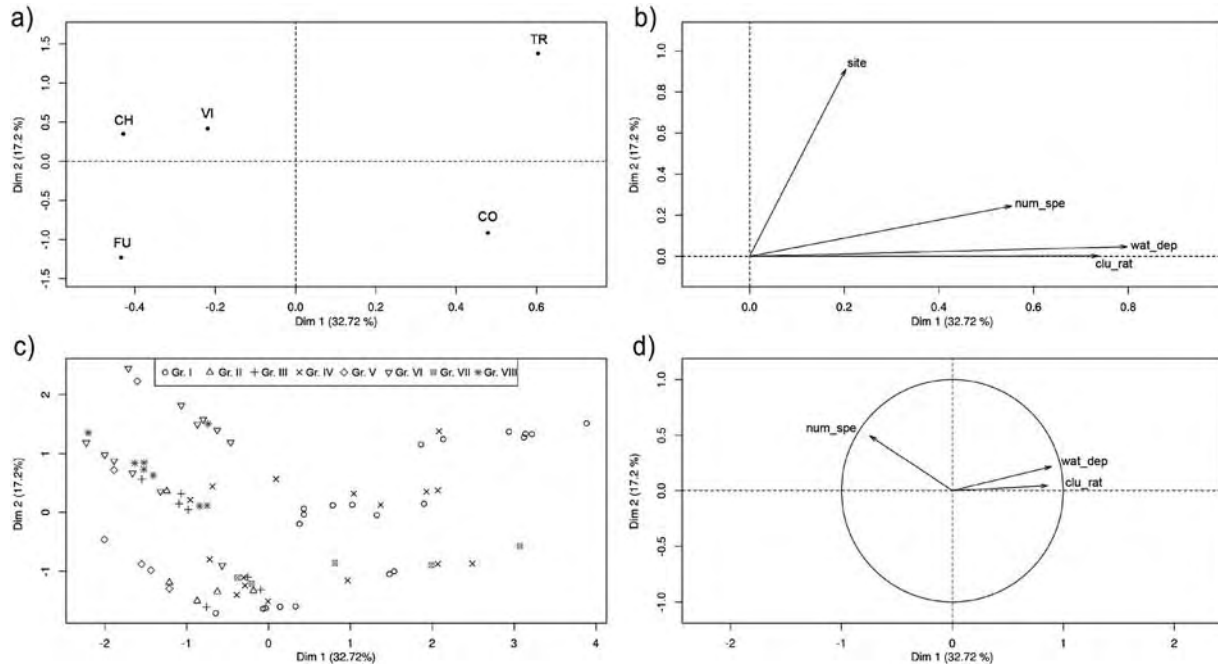 a)
TR
CH
VI
CO
FU
1.5
1.0
0.5
0.0
-0.5
-1.0
-1.5
Dim 2 (17.2 %)
-0.4 -0.2 0.0 0.2 0.4 0.6
Dim 1 (32.72 %)
b)
site
num_spe
wat_dep
clu_rat
1.0
0.8
0.6
0.4
0.2
0.0
Dim 2 (17.2 %)
0.0 0.2 0.4 0.6 0.8
Dim 1 (32.72 %)
c)
Gr. I Gr. II Gr. III Gr. IV Gr. V Gr. VI Gr. VII Gr. VIII
2
1
0
-1
Dim 2 (17.2%)
-2 -1 0 1 2 3 4
Dim 1 (32.72%)
d)
num_spe
wat_dep
clu_rat
1.0
0.5
0.0
-0.5
-1.0
Dim 2 (17.2 %)
-2 -1 0 1 2
Dim 1 (32.72 %)